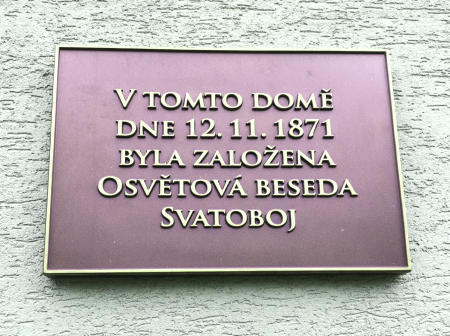 V TOMTO DOMĚ
DNE 12. 11. 1871
BYLA ZALOŽENA
OSVĚTOVÁ BESEDA
SVATOBOJ